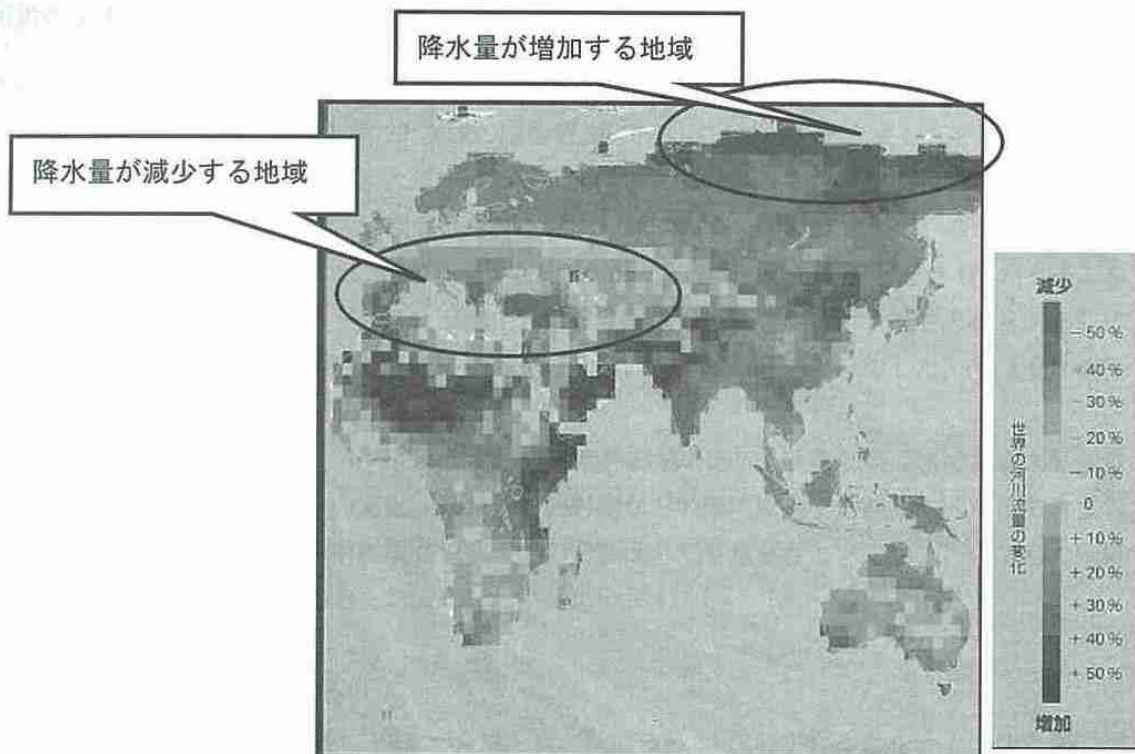 降水量が増加する地域
降水量が減少する地域
減少
－50%
－40%
－30%
－20%
－10%
0
+10%
+20%
+30%
+40%
+50%
増加
世界の河川流量の変化